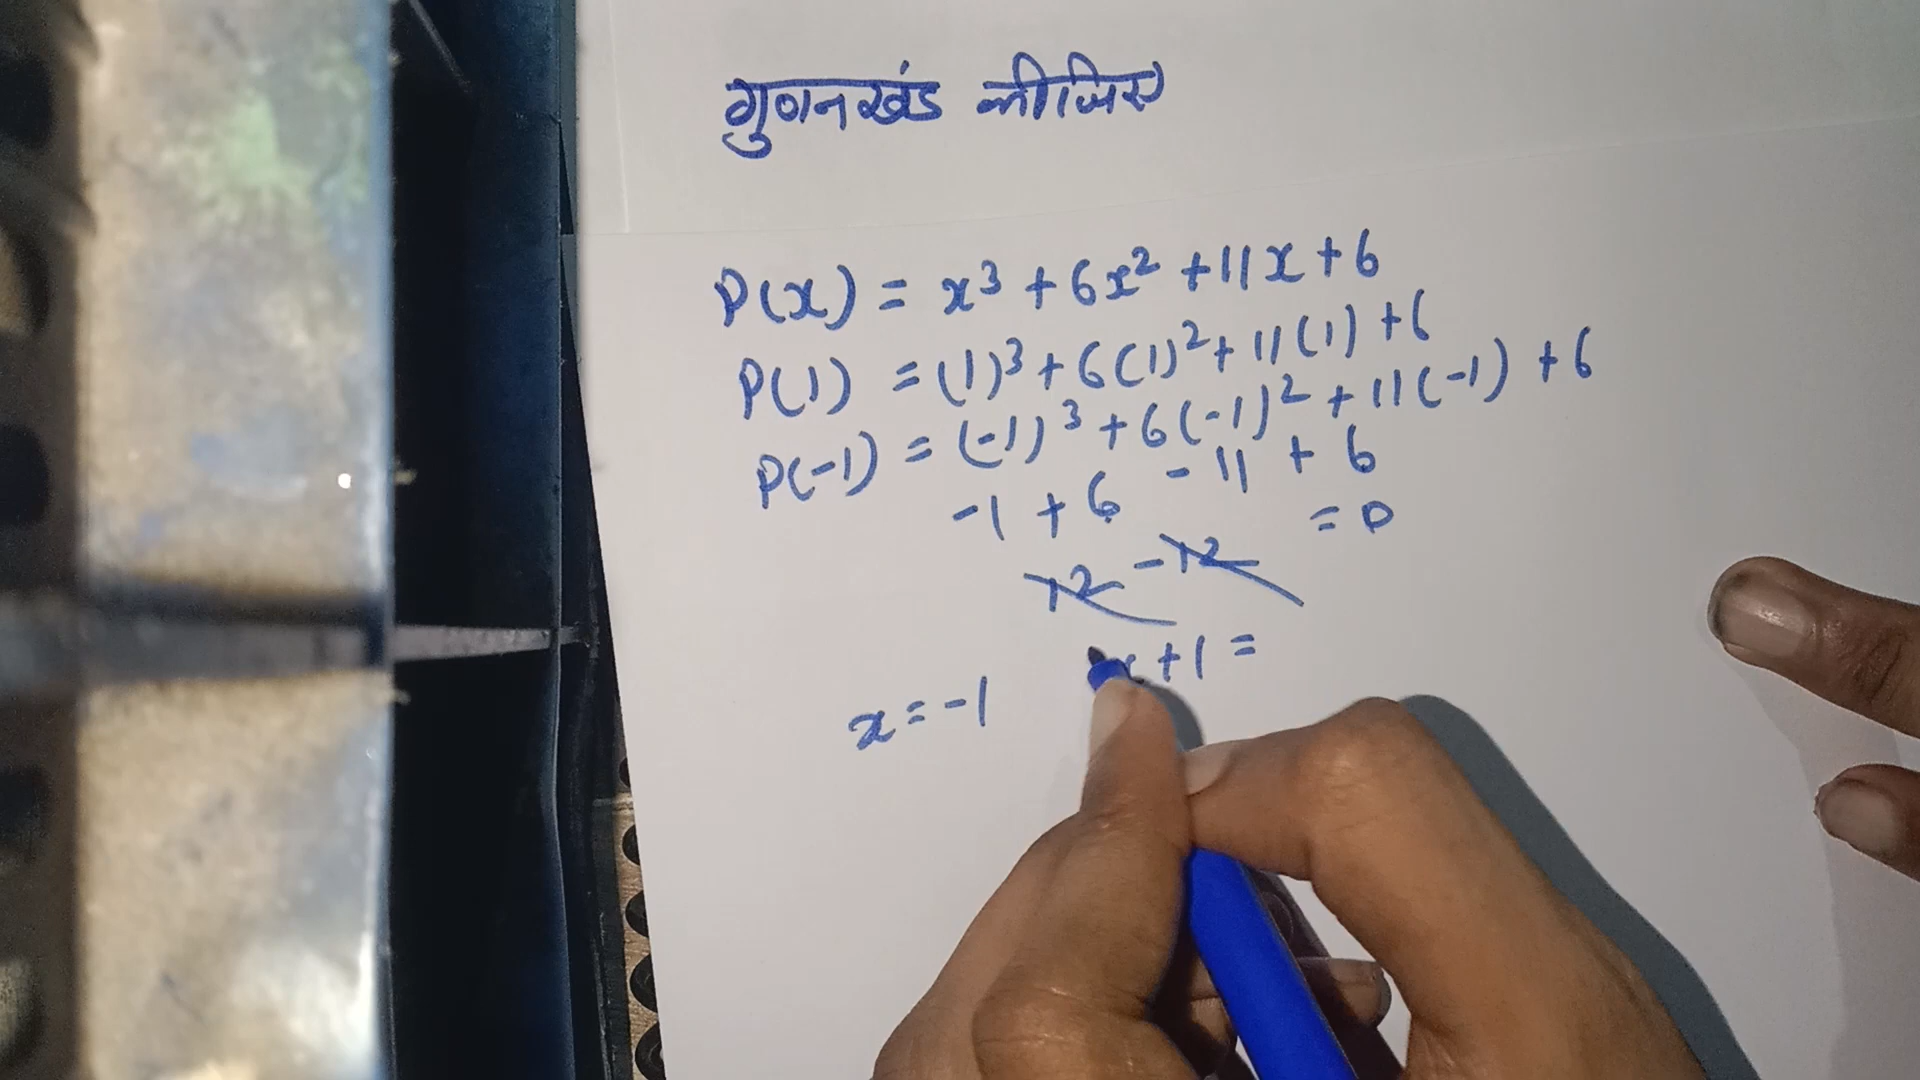 गुणनखंड कीजिए
P(x) = x³ + 6x² + 11x + 6
P(1) = (1)³ + 6(1)² + 11(1) + 6
P(-1) = (-1)³ + 6(-1)² + 11(-1) + 6
-1 + 6 - 11 + 6
= 0
12 - 12
x + 1 =
x = -1